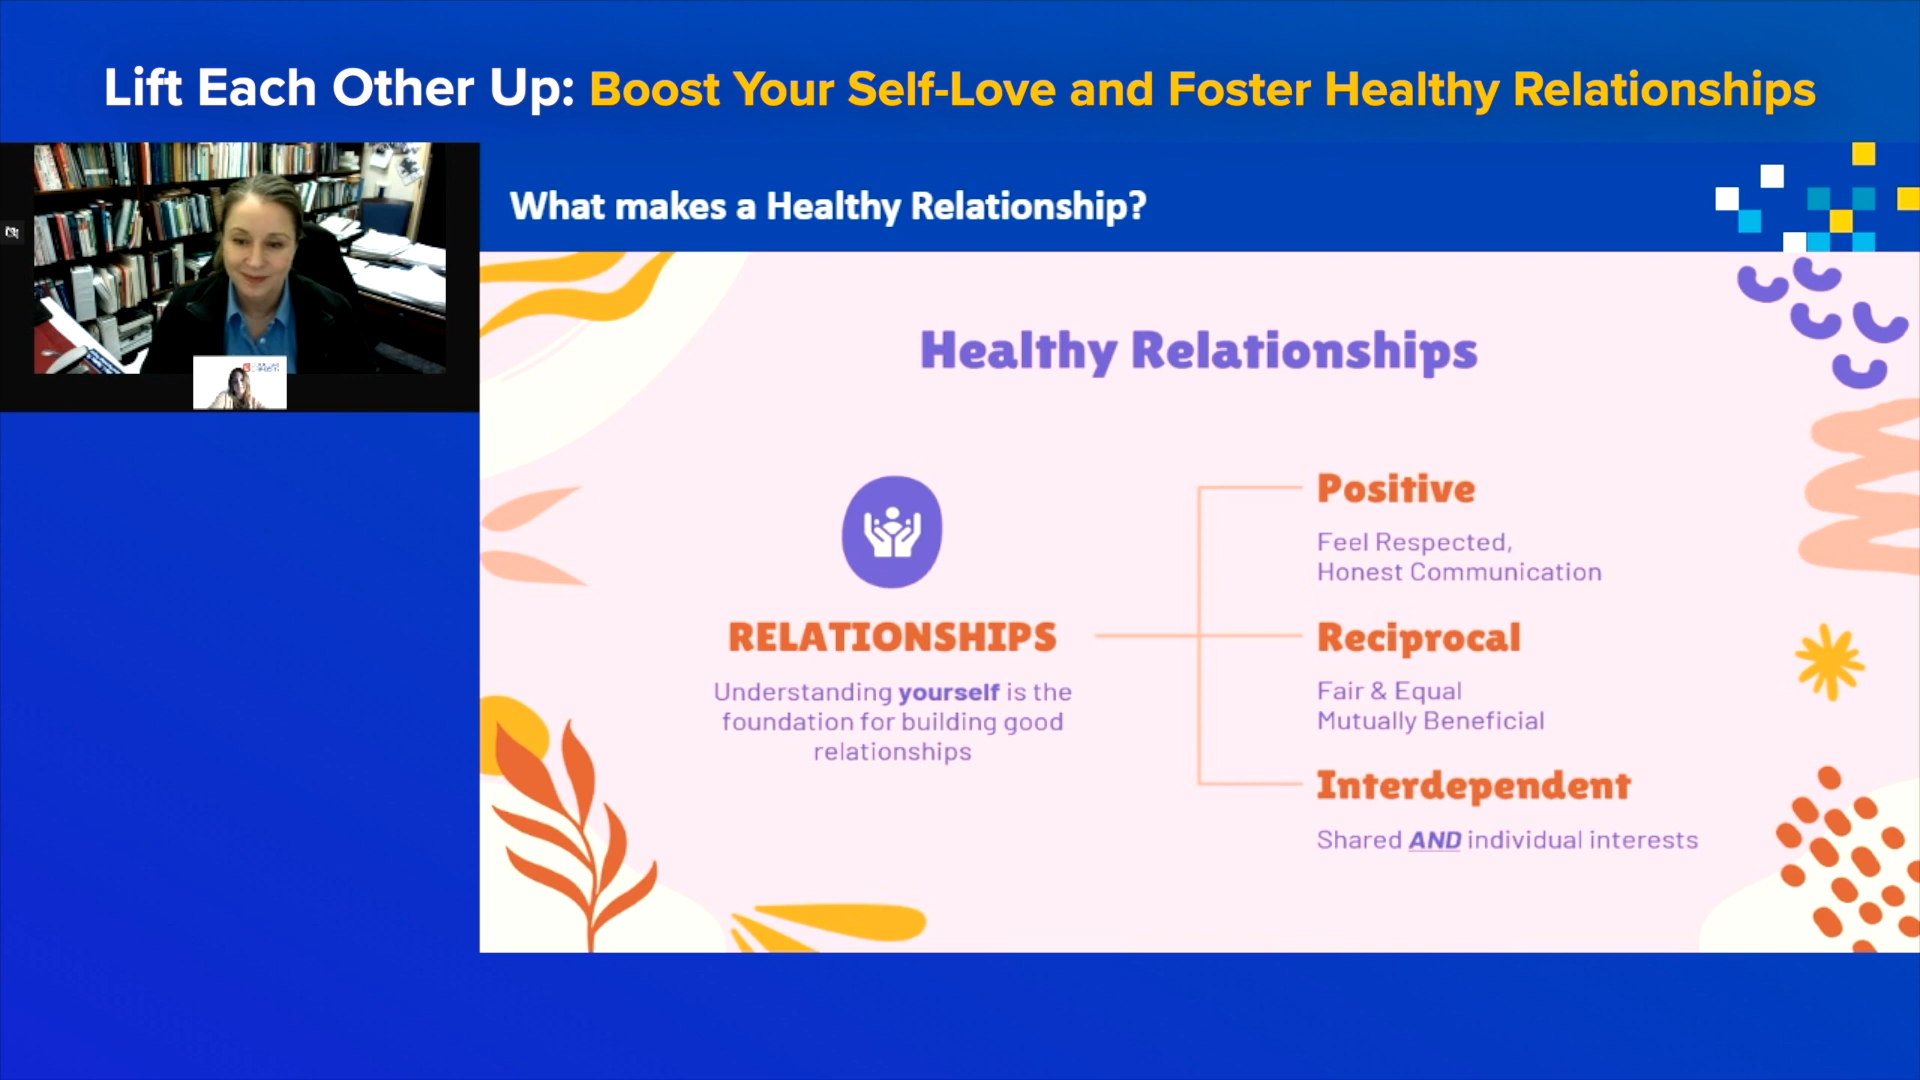 Lift Each Other Up: Boost Your Self-Love and Foster Healthy Relationships
What makes a Healthy Relationship?
Healthy Relationships
RELATIONSHIPS
Understanding yourself is the
foundation for building good
relationships
Positive
Feel Respected,
Honest Communication
Reciprocal
Fair & Equal
Mutually Beneficial
Interdependent
Shared AND individual interests